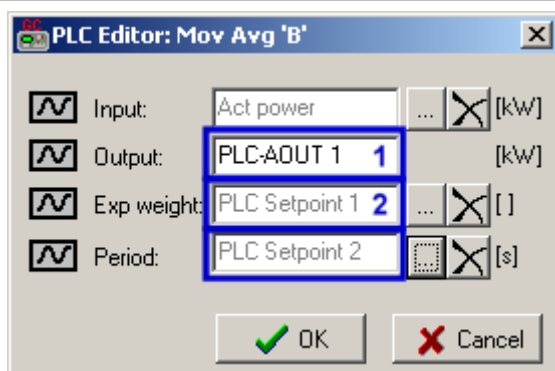 GC PLC Editor: Mov Avg 'B'
Input: Act power ... [kW]
Output: PLC-AOUT 1 1 [kW]
Exp weight: PLC Setpoint 1 2 ... [ ]
Period: PLC Setpoint 2 ... [s]
OK Cancel